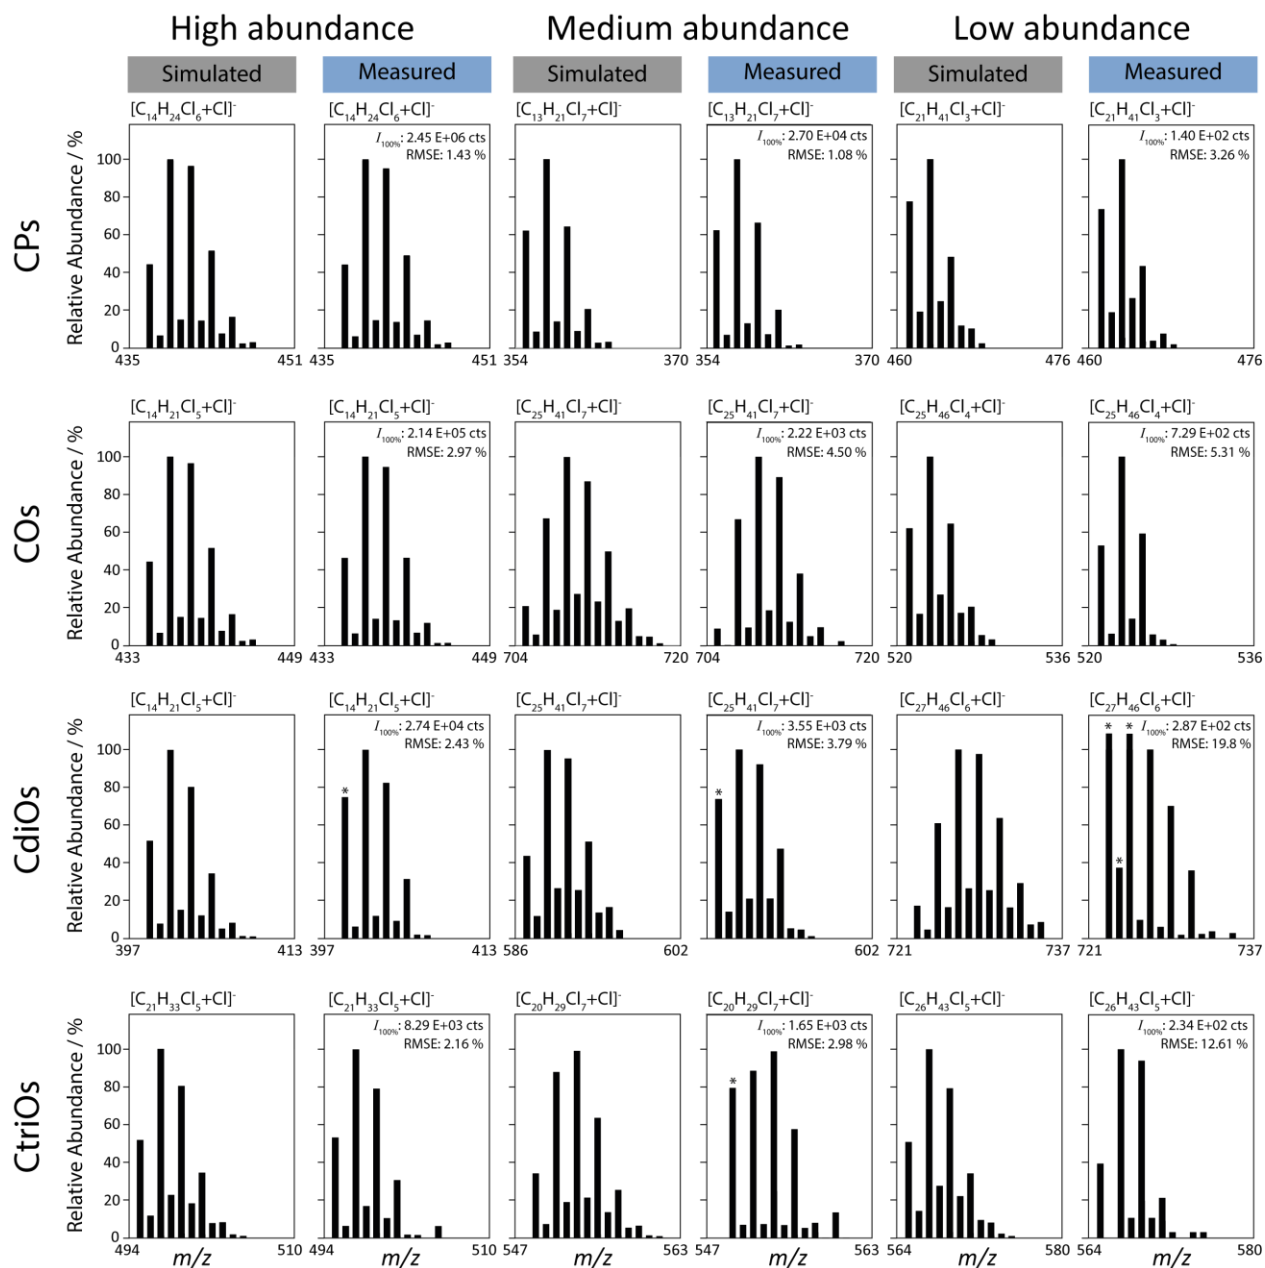 High abundance Medium abundance Low abundance
Simulated Measured Simulated Measured Simulated Measured
CPs
Relative Abundance / %
[C14H24Cl6+Cl]- [C14H24Cl6+Cl]- [C13H21Cl7+Cl]- [C13H21Cl7+Cl]- [C21H41Cl3+Cl]- [C21H41Cl3+Cl]-
I100%: 2.45 E+06 cts I100%: 2.70 E+04 cts I100%: 1.40 E+02 cts
RMSE: 1.43 % RMSE: 1.08 % RMSE: 3.26 %
100
80
60
40
20
0
435 451 435 451 354 370 354 370 460 476 460 476
COs
Relative Abundance / %
[C14H21Cl5+Cl]- [C14H21Cl5+Cl]- [C25H41Cl7+Cl]- [C25H41Cl7+Cl]- [C25H46Cl4+Cl]- [C25H46Cl4+Cl]-
I100%: 2.14 E+05 cts I100%: 2.22 E+03 cts I100%: 7.29 E+02 cts
RMSE: 2.97 % RMSE: 4.50 % RMSE: 5.31 %
100
80
60
40
20
0
433 449 433 449 704 720 704 720 520 536 520 536
CdiOs
Relative Abundance / %
[C14H21Cl5+Cl]- [C14H21Cl5+Cl]- [C25H41Cl7+Cl]- [C25H41Cl7+Cl]- [C27H46Cl6+Cl]- [C27H46Cl6+Cl]-
I100%: 2.74 E+04 cts I100%: 3.55 E+03 cts * * I100%: 2.87 E+02 cts
RMSE: 2.43 % RMSE: 3.79 % RMSE: 19.8 %
* * *
100
80
60
40
20
0
397 413 397 413 586 602 602 721 737 721 737
CtriOs
Relative Abundance / %
[C21H33Cl5+Cl]- [C21H33Cl5+Cl]- [C20H29Cl7+Cl]- [C20H29Cl7+Cl]- [C26H43Cl5+Cl]- [C26H43Cl5+Cl]-
I100%: 8.29 E+03 cts I100%: 1.65 E+03 cts I100%: 2.34 E+02 cts
RMSE: 2.16 % RMSE: 2.98 % RMSE: 12.61 %
*
100
80
60
40
20
0
494 510 494 510 547 563 547 563 564 580 564 580
m/z m/z m/z m/z m/z m/z